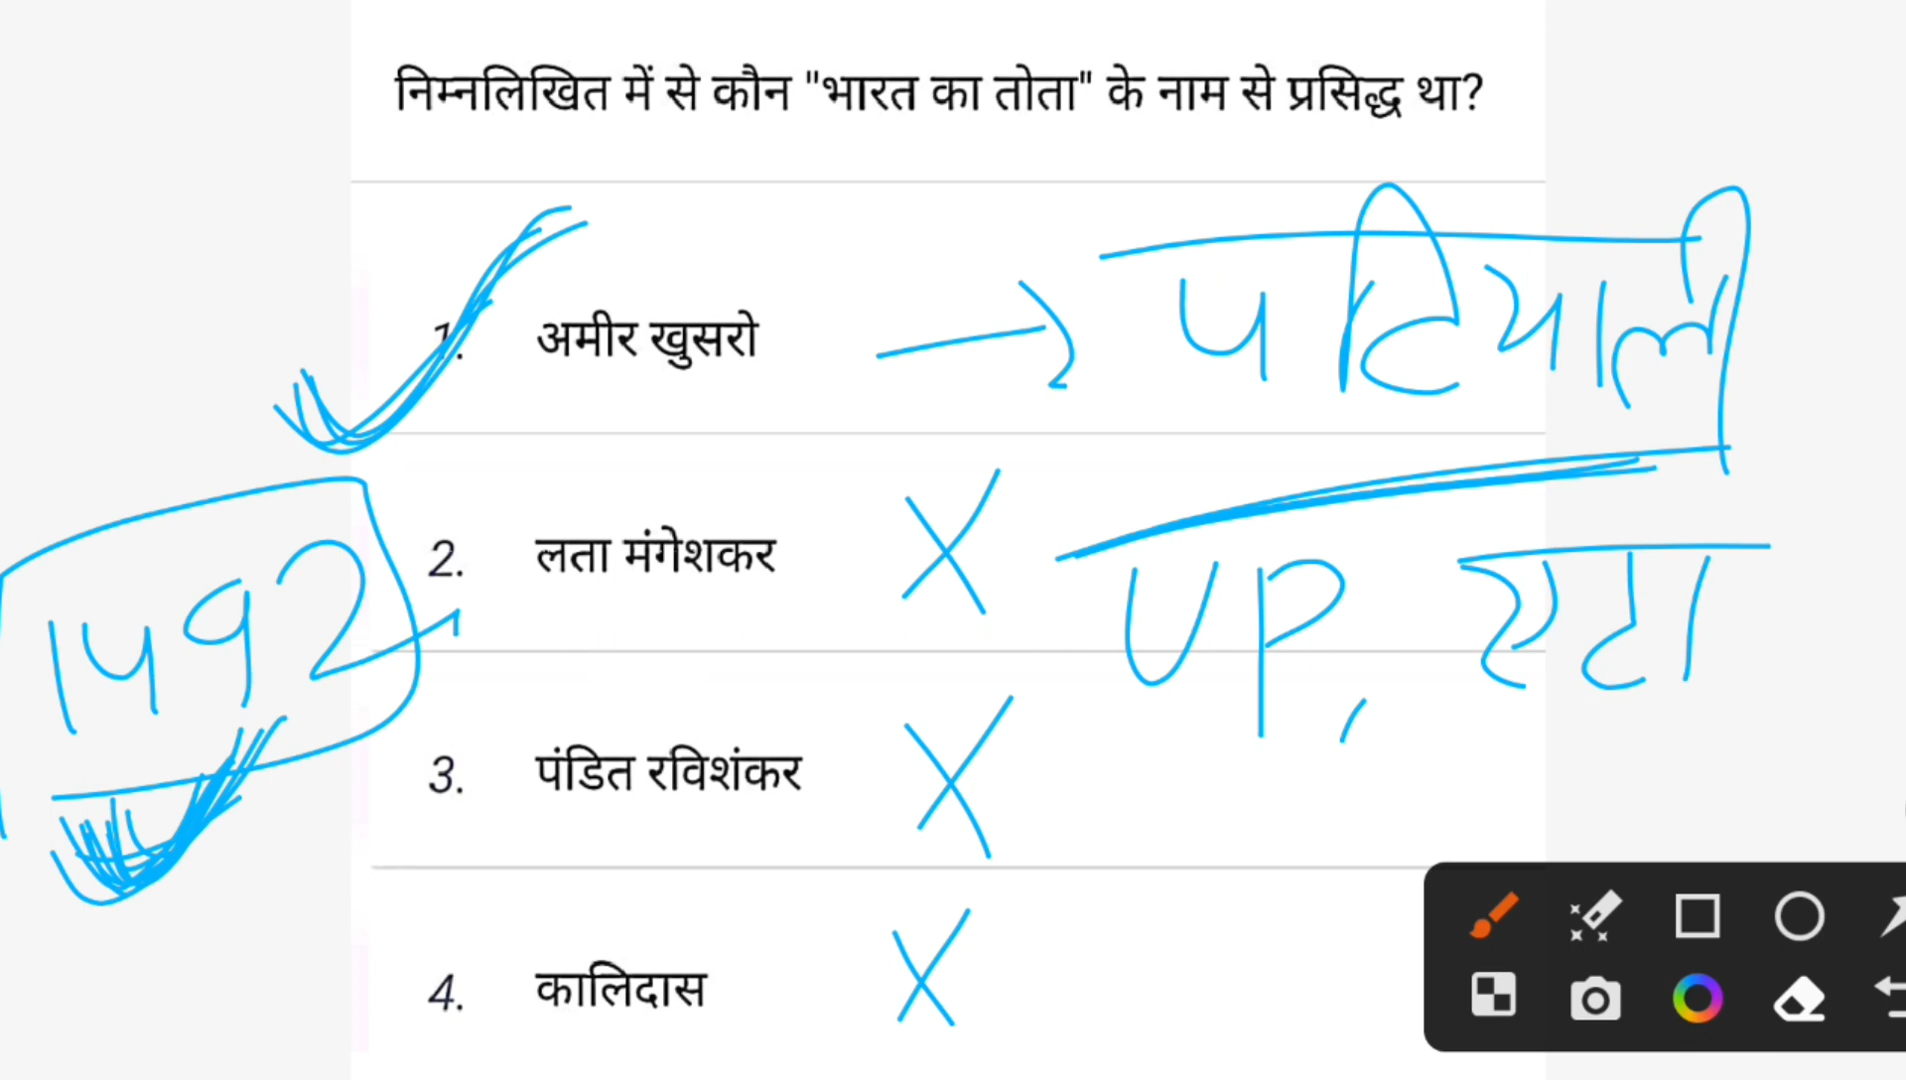 निम्नलिखित में से कौन "भारत का तोता" के नाम से प्रसिद्ध था?
1. अमीर खुसरो → पटियाली
2. लता मंगेशकर X UP, एटा
1492
3. पंडित रविशंकर X
4. कालिदास X